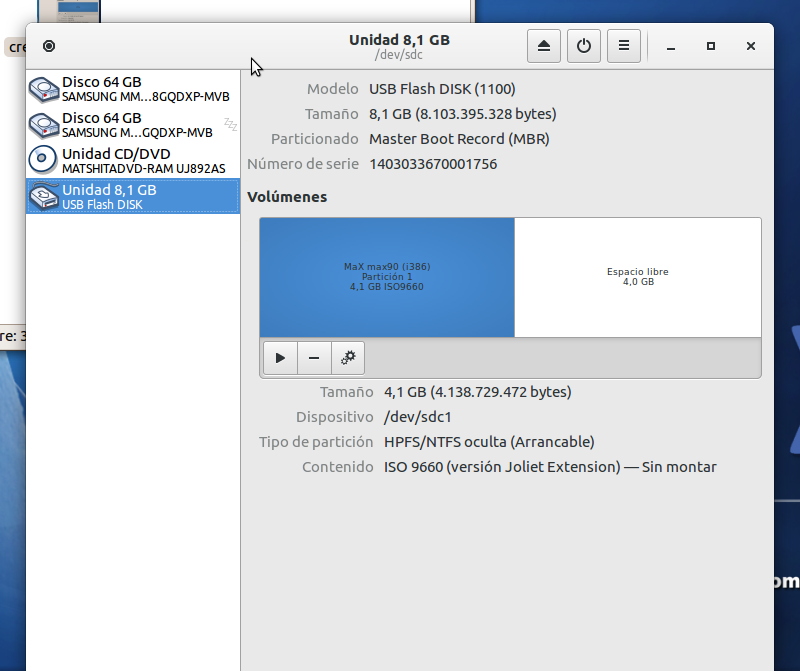 Unidad 8,1 GB
/dev/sdc
cre
Disco 64 GB
SAMSUNG MM...8GQDXP-MVB
Disco 64 GB
SAMSUNG M...GQDXP-MVB
Unidad CD/DVD
MATSHITADVD-RAM UJ892AS
Unidad 8,1 GB
USB Flash DISK
re: 3
Modelo USB Flash DISK (1100)
Tamaño 8,1 GB (8.103.395.328 bytes)
Particionado Master Boot Record (MBR)
Número de serie 1403033670001756
Volúmenes
MaX max90 (i386)
Partición 1
4,1 GB ISO9660
Espacio libre
4,0 GB
Tamaño 4,1 GB (4.138.729.472 bytes)
Dispositivo /dev/sdc1
Tipo de partición HPFS/NTFS oculta (Arrancable)
Contenido ISO 9660 (versión Joliet Extension) — Sin montar
om